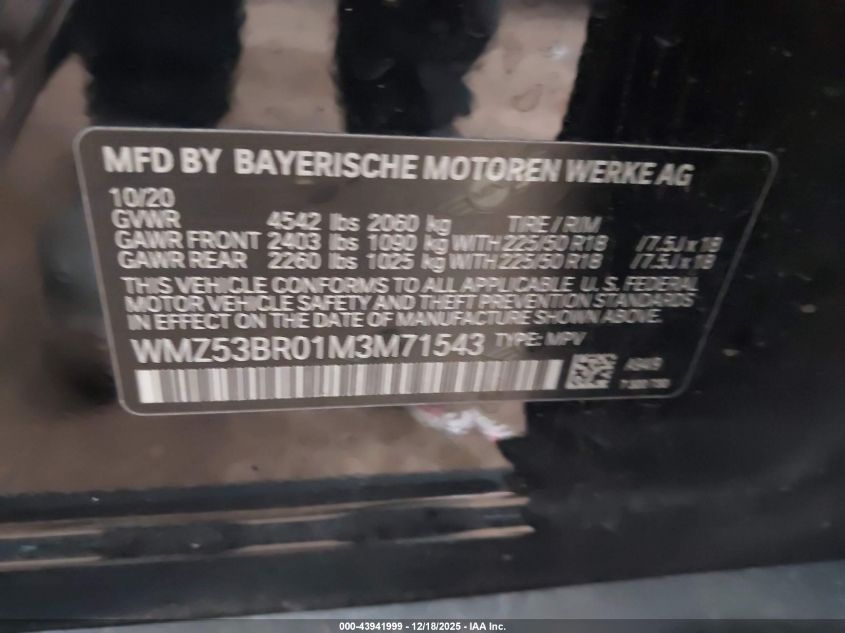 MFD BY BAYERISCHE MOTOREN WERKE AG
10/20
GVWR 4542 lbs 2060 kg TIRE / RIM
GAWR FRONT 2403 lbs 1090 kg WITH 225/50 R18 /7.5J x 18
GAWR REAR 2260 lbs 1025 kg WITH 225/50 R18 /7.5J x 18
THIS VEHICLE CONFORMS TO ALL APPLICABLE U. S. FEDERAL
MOTOR VEHICLE SAFETY AND THEFT PREVENTION STANDARDS
IN EFFECT ON THE DATE OF MANUFACTURE SHOWN ABOVE.
WMZ53BR01M3M71543 TYPE: MPV
000-43941999 - 12/18/2025 - IAA Inc.